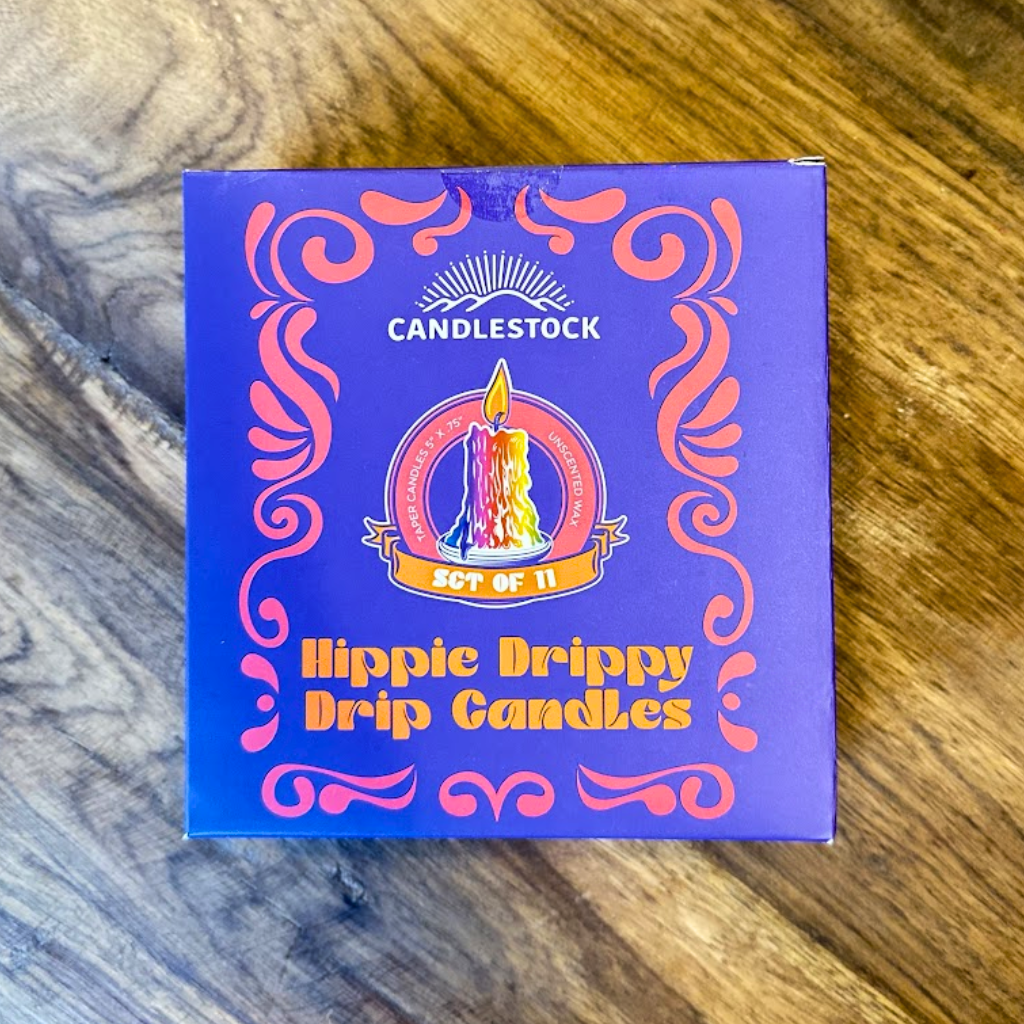 CANDLESTOCK
TAPER CANDLES 5" X .75"
UNSCENTED WAX
SET OF 11
Hippie Drippy
Drip Candles